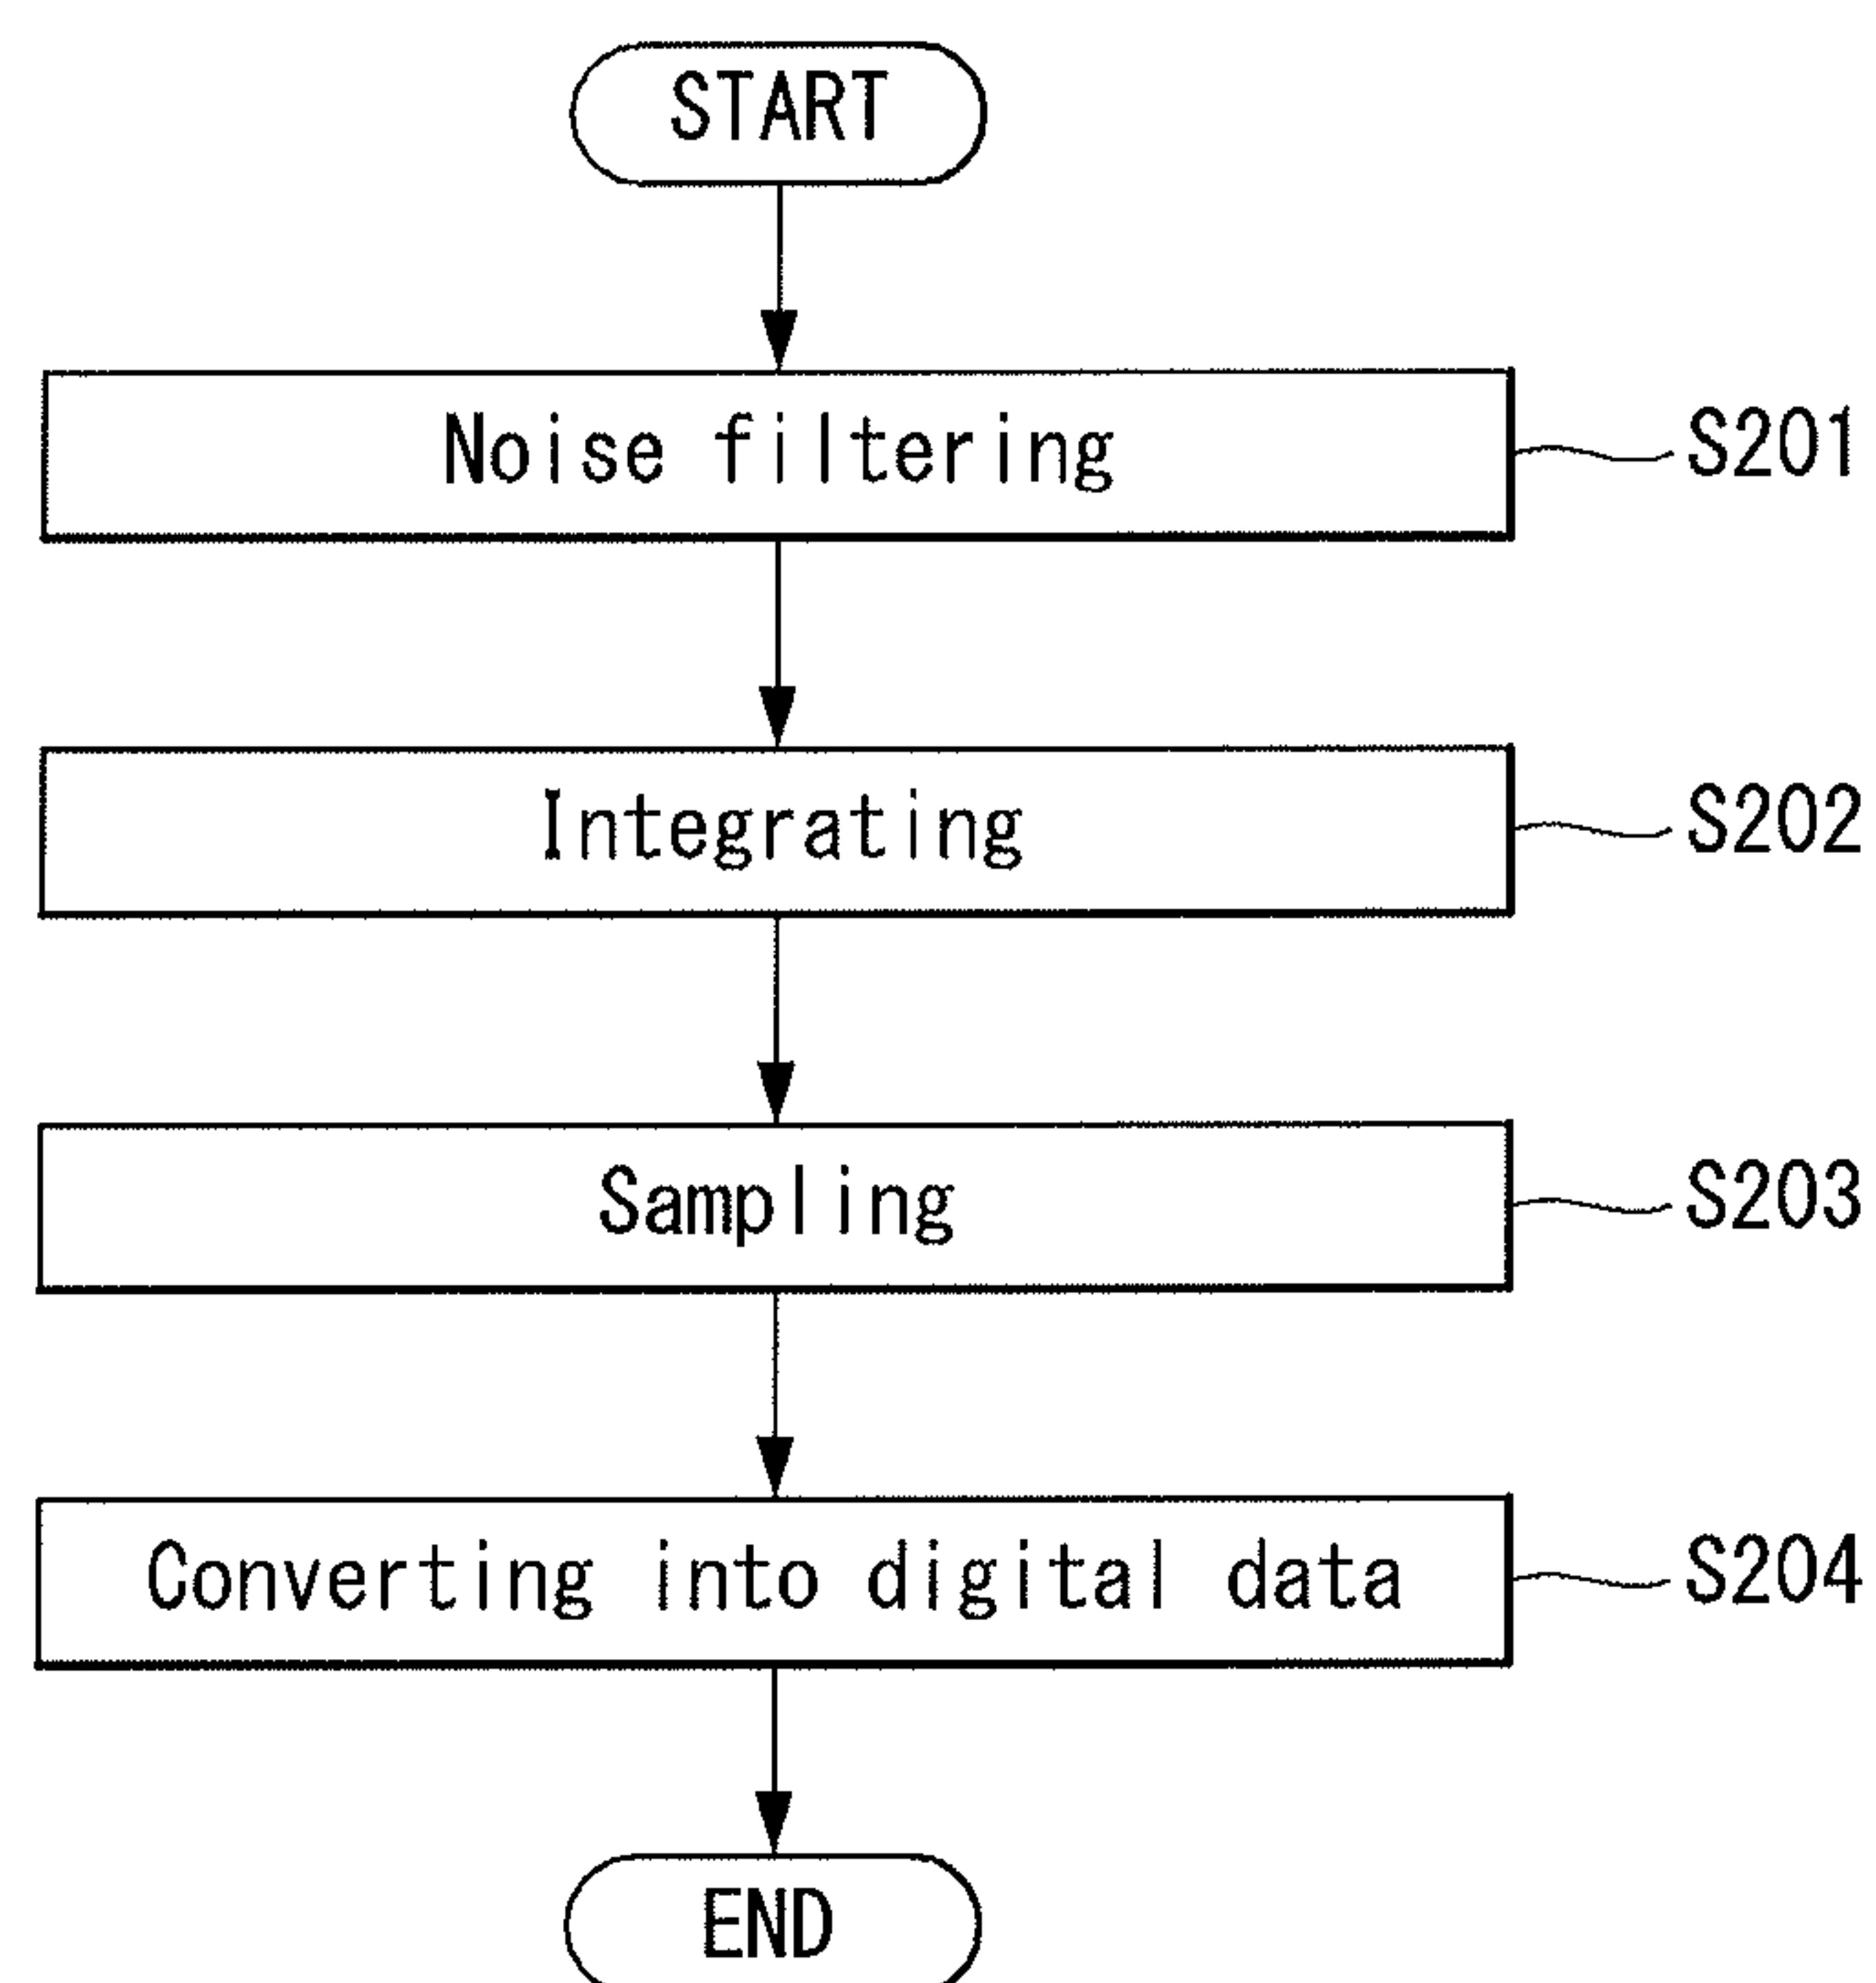 START
Noise filtering
S201
Integrating
S202
Sampling
S203
Converting into digital data
S204
END